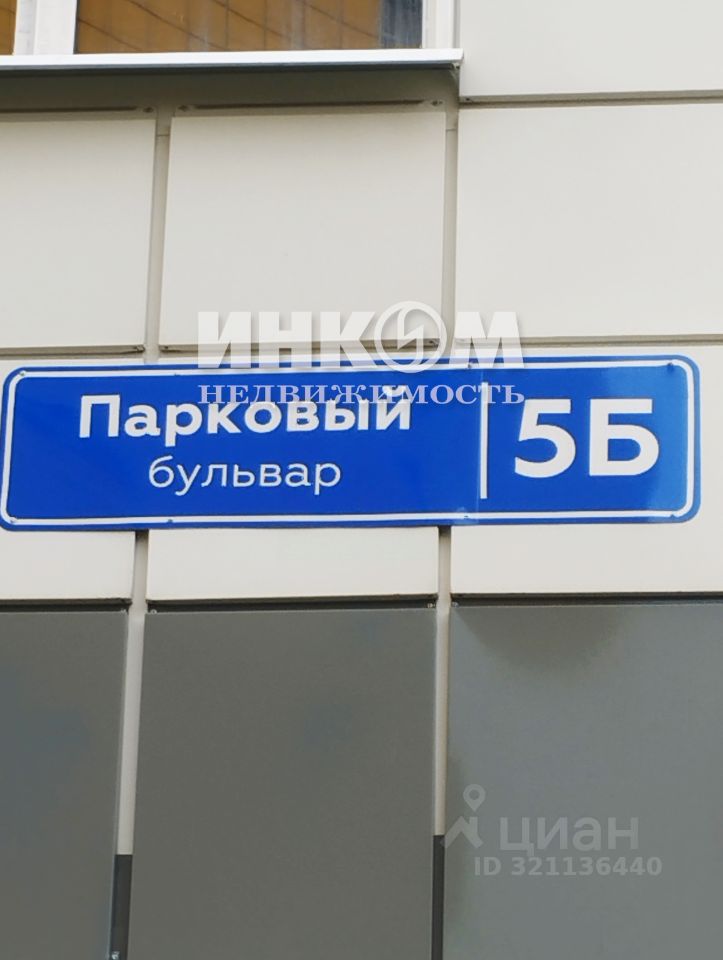 ИНКОМ
НЕДВИЖИМОСТЬ
Парковый
бульвар
5Б
циан
ID 321136440